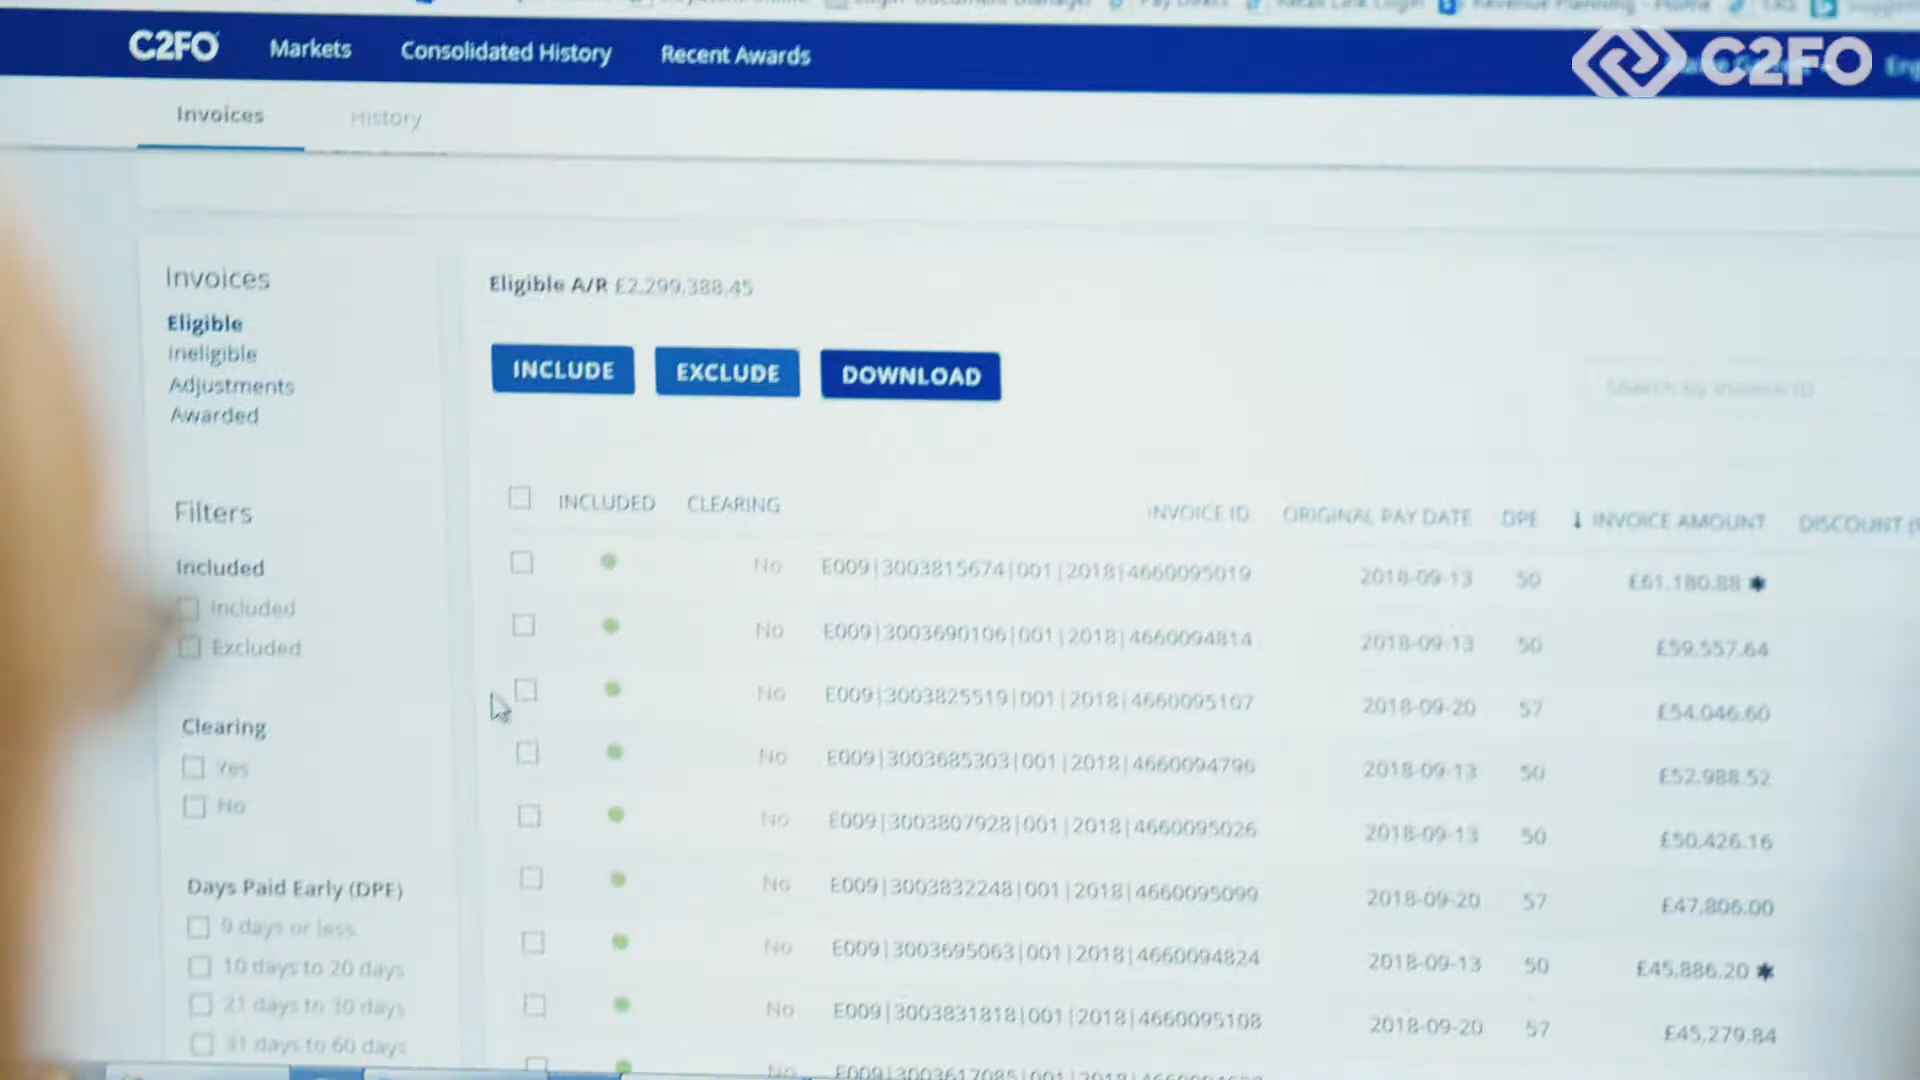 C2FO Markets Consolidated History Recent Awards
C2FO
Invoices History
Invoices
Eligible
Ineligible
Adjustments
Awarded
Filters
Included
Included
Excluded
Clearing
Yes
No
Days Paid Early (DPE)
9 days or less
10 days to 20 days
21 days to 30 days
31 days to 60 days
Eligible A/R £2,299,388.45
INCLUDE EXCLUDE DOWNLOAD
Search by Invoice ID
INCLUDED CLEARING INVOICE ID ORIGINAL PAY DATE DPE ↓ INVOICE AMOUNT DISCOUNT
No E009|3003815674|001|2018|4660095019 2018-09-13 50 £61,180.88 *
No E009|3003690106|001|2018|4660094814 2018-09-13 50 £59,557.64
No E009|3003825519|001|2018|4660095107 2018-09-20 57 £54,046.60
No E009|3003685303|001|2018|4660094796 2018-09-13 50 £52,988.52
No E009|3003807928|001|2018|4660095026 2018-09-13 50 £50,426.16
No E009|3003832248|001|2018|4660095099 2018-09-20 57 £47,806.00
No E009|3003695063|001|2018|4660094824 2018-09-13 50 £45,886.20 *
No E009|3003831818|001|2018|4660095108 2018-09-20 57 £45,279.84
No